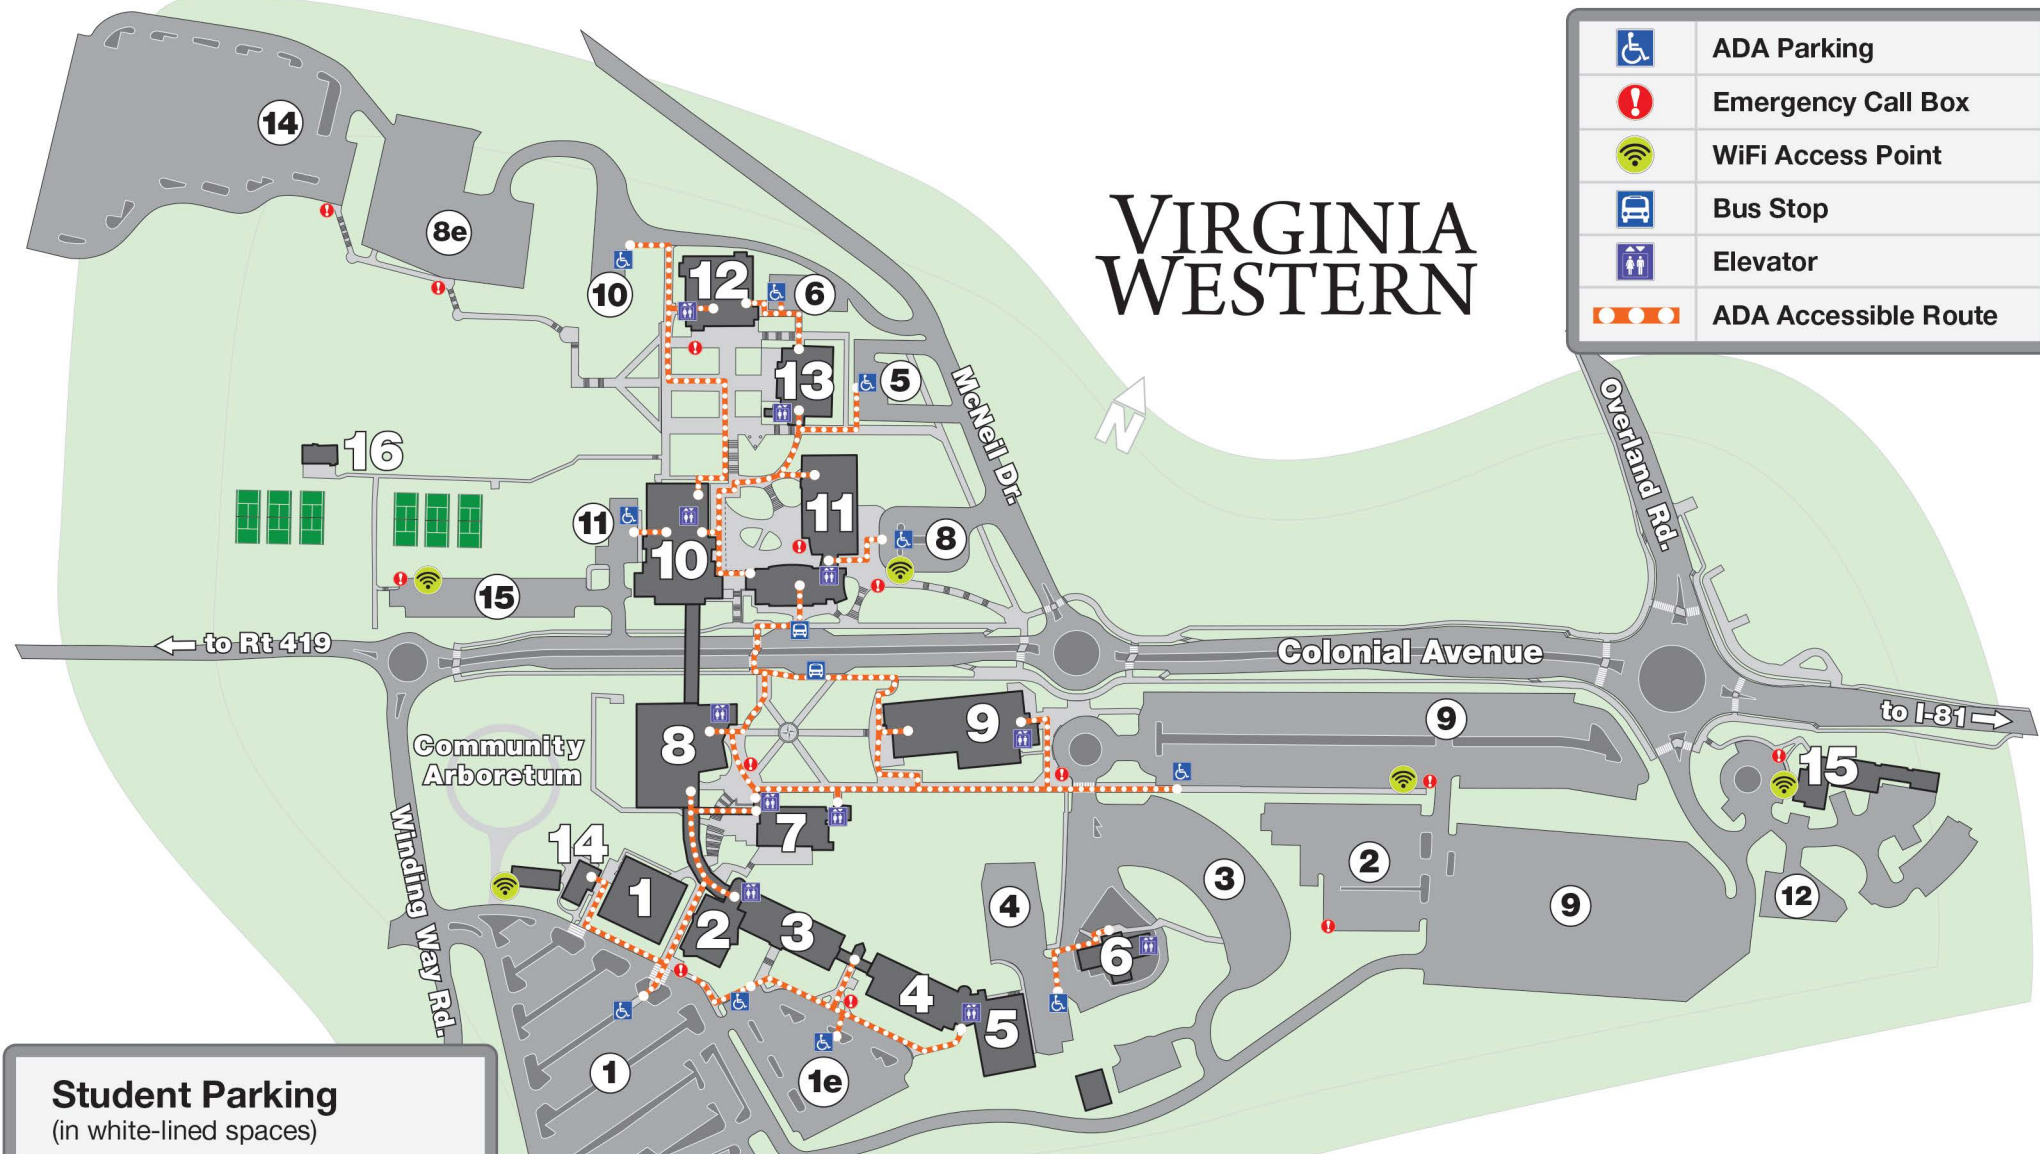 ADA Parking
Emergency Call Box
WiFi Access Point
Bus Stop
Elevator
ADA Accessible Route
VIRGINIA
WESTERN
14
8e
10
12
6
13
5
McNeil Dr.
N
Overland Rd.
16
11
11
8
10
15
to Rt 419
Colonial Avenue
to I-81
Community
Arboretum
8
9
9
15
7
Winding Way Rd.
14
1
2
3
4
3
2
9
12
6
4
5
1
1e
Student Parking
(in white-lined spaces)